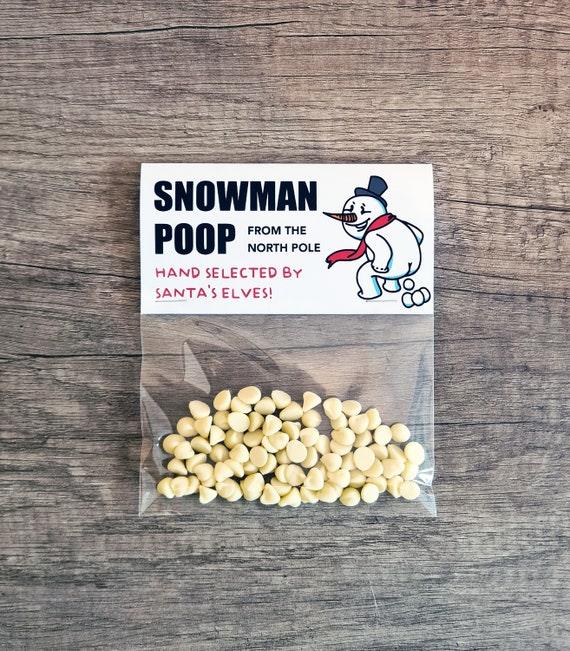 SNOWMAN
POOP FROM THE
NORTH POLE
HAND SELECTED BY
SANTA'S ELVES!